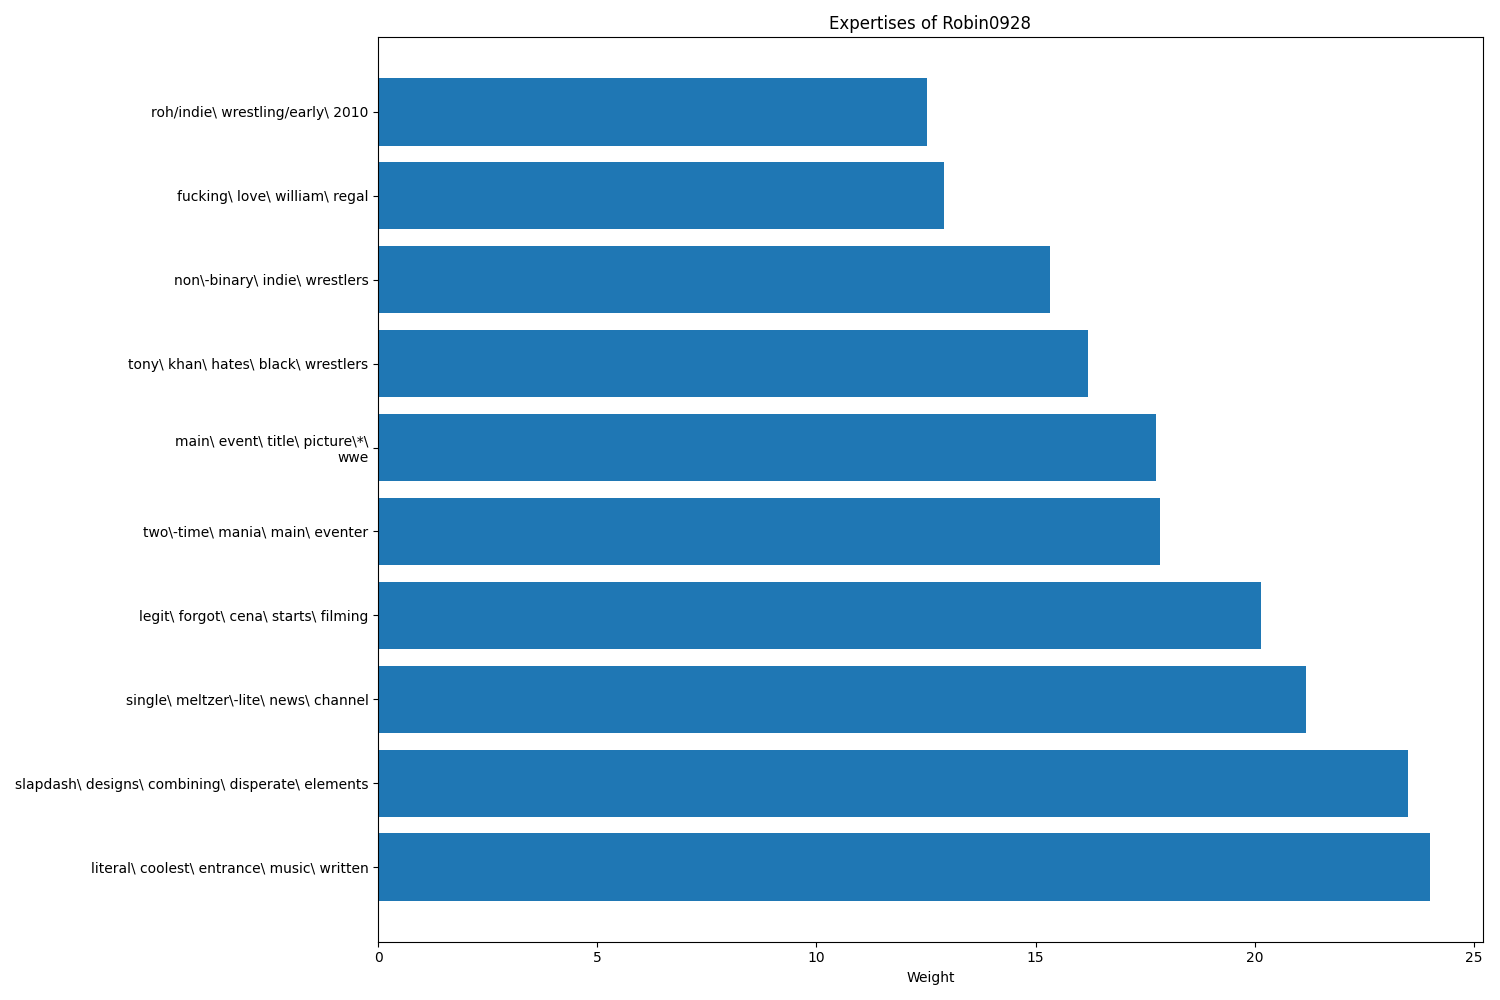 Expertises of Robin0928
roh/indie\ wrestling/early\ 2010
fucking\ love\ william\ regal
non\-binary\ indie\ wrestlers
tony\ khan\ hates\ black\ wrestlers
main\ event\ title\ picture\*\
wwe
two\-time\ mania\ main\ eventer
legit\ forgot\ cena\ starts\ filming
single\ meltzer\-lite\ news\ channel
slapdash\ designs\ combining\ disperate\ elements
literal\ coolest\ entrance\ music\ written
0 5 10 15 20 25
Weight